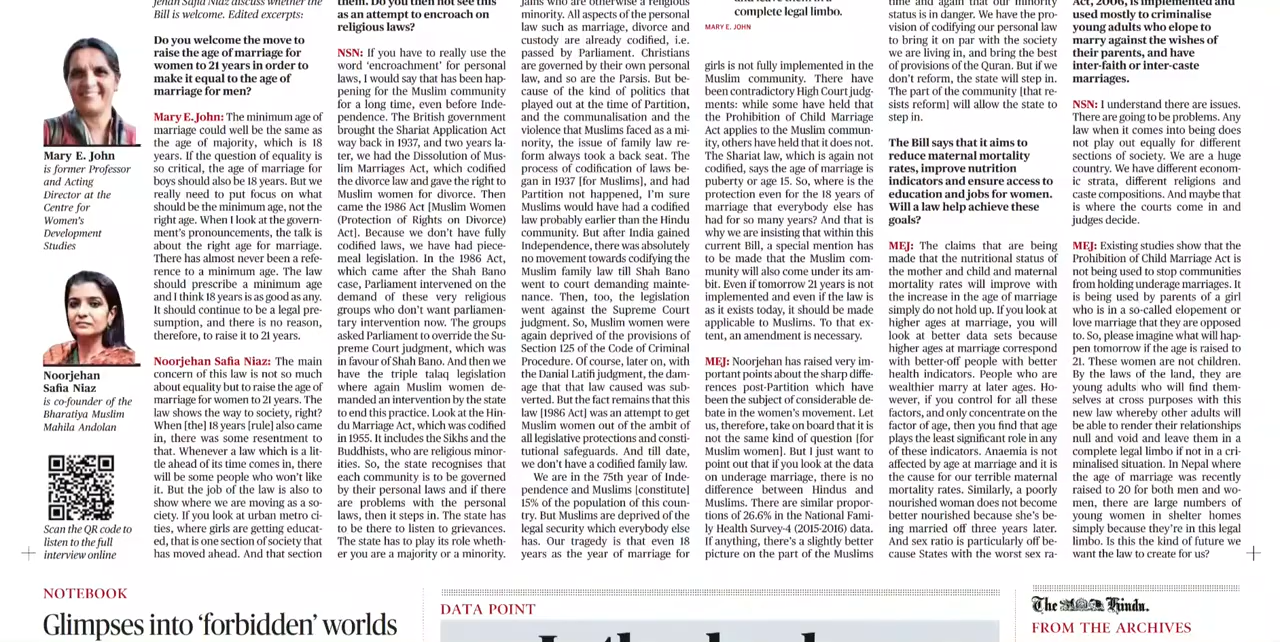 jehan Safia Niaz discuss whether the
Bill is welcome. Edited excerpts:
Mary E. John
is former Professor
and Acting
Director at the
Centre for
Women's
Development
Studies
Noorjehan
Safia Niaz
is co-founder of the
Bharatiya Muslim
Mahila Andolan
Scan the QR code to
listen to the full
interview online
Do you welcome the move to
raise the age of marriage for
women to 21 years in order to
make it equal to the age of
marriage for men?
Mary E. John: The minimum age of
marriage could well be the same as
the age of majority, which is 18
years. If the question of equality is
so critical, the age of marriage for
boys should also be 18 years. But we
really need to put focus on what
should be the minimum age, not the
right age. When I look at the govern-
ment's pronouncements, the talk is
about the right age for marriage.
There has almost never been a refe-
rence to a minimum age. The law
should prescribe a minimum age
and I think 18 years is as good as any.
It should continue to be a legal pre-
sumption, and there is no reason,
therefore, to raise it to 21 years.
Noorjehan Safia Niaz: The main
concern of this law is not so much
about equality but to raise the age of
marriage for women to 21 years. The
law shows the way to society, right?
When [the] 18 years [rule] also came
in, there was some resentment to
that. Whenever a law which is a lit-
tle ahead of its time comes in, there
will be some people who won't like
it. But the job of the law is also to
show where we are moving as a so-
ciety. If you look at urban metro ci-
ties, where girls are getting educat-
ed, that is one section of society that
has moved ahead. And that section
them. Do you then not see this
as an attempt to encroach on
religious laws?
NSN: If you have to really use the
word 'encroachment' for personal
laws, I would say that has been hap-
pening for the Muslim community
for a long time, even before Inde-
pendence. The British government
brought the Shariat Application Act
way back in 1937, and two years la-
ter, we had the Dissolution of Mus-
lim Marriages Act, which codified
the divorce law and gave the right to
Muslim women for divorce. Then
came the 1986 Act [Muslim Women
(Protection of Rights on Divorce)
Act]. Because we don't have fully
codified laws, we have had piece-
meal legislation. In the 1986 Act,
which came after the Shah Bano
case, Parliament intervened on the
demand of these very religious
groups who don't want parliamen-
tary intervention now. The groups
asked Parliament to override the Su-
preme Court judgment, which was
in favour of Shah Bano. And then we
have the triple talaq legislation
where again Muslim women de-
manded an intervention by the state
to end this practice. Look at the Hin-
du Marriage Act, which was codified
in 1955. It includes the Sikhs and the
Buddhists, who are religious minor-
ities. So, the state recognises that
each community is to be governed
by their personal laws and if there
are problems with the personal
laws, then it steps in. The state has
to be there to listen to grievances.
The state has to play its role wheth-
er you are a majority or a minority.
Jains who are otherwise a religious
minority. All aspects of the personal
law such as marriage, divorce and
custody are already codified, i.e.
passed by Parliament. Christians
are governed by their own personal
law, and so are the Parsis. But be-
cause of the kind of politics that
played out at the time of Partition,
and the communalisation and the
violence that Muslims faced as a mi-
nority, the issue of family law re-
form always took a back seat. The
process of codification of laws be-
gan in 1937 [for Muslims], and had
Partition not happened, I'm sure
Muslims would have had a codified
law probably earlier than the Hindu
community. But after India gained
Independence, there was absolutely
no movement towards codifying the
Muslim family law till Shah Bano
went to court demanding mainte-
nance. Then, too, the legislation
went against the Supreme Court
judgment. So, Muslim women were
again deprived of the provisions of
Section 125 of the Code of Criminal
Procedure. Of course, later on, with
the Danial Latifi judgment, the dam-
age that that law caused was sub-
verted. But the fact remains that this
law [1986 Act] was an attempt to get
Muslim women out of the ambit of
all legislative protections and consti-
tutional safeguards. And till date,
we don't have a codified family law.
We are in the 75th year of Inde-
pendence and Muslims [constitute]
15% of the population of this coun-
try. But Muslims are deprived of the
legal security which everybody else
has. Our tragedy is that even 18
years as the year of marriage for
complete legal limbo.
MARY E. JOHN
girls is not fully implemented in the
Muslim community. There have
been contradictory High Court judg-
ments: while some have held that
the Prohibition of Child Marriage
Act applies to the Muslim commun-
ity, others have held that it does not.
The Shariat law, which is again not
codified, says the age of marriage is
puberty or age 15. So, where is the
protection even for the 18 years of
marriage that everybody else has
had for so many years? And that is
why we are insisting that within this
current Bill, a special mention has
to be made that the Muslim com-
munity will also come under its am-
bit. Even if tomorrow 21 years is not
implemented and even if the law is
as it exists today, it should be made
applicable to Muslims. To that ex-
tent, an amendment is necessary.
MEJ: Noorjehan has raised very im-
portant points about the sharp diffe-
rences post-Partition which have
been the subject of considerable de-
bate in the women's movement. Let
us, therefore, take on board that it is
not the same kind of question [for
Muslim women]. But I just want to
point out that if you look at the data
on underage marriage, there is no
difference between Hindus and
Muslims. There are similar propor-
tions of 26.6% in the National Fami-
ly Health Survey-4 (2015-2016) data.
If anything, there's a slightly better
picture on the part of the Muslims
time and again that our minority
status is in danger. We have the pro-
vision of codifying our personal law
to bring it on par with the society
we are living in, and bring the best
of provisions of the Quran. But if we
don't reform, the state will step in.
The part of the community [that re-
sists reform] will allow the state to
step in.
The Bill says that it aims to
reduce maternal mortality
rates, improve nutrition
indicators and ensure access to
education and jobs for women.
Will a law help achieve these
goals?
MEJ: The claims that are being
made that the nutritional status of
the mother and child and maternal
mortality rates will improve with
the increase in the age of marriage
simply do not hold up. If you look at
higher ages at marriage, you will
look at better data sets because
higher ages at marriage correspond
with better-off people with better
health indicators. People who are
wealthier marry at later ages. Ho-
wever, if you control for all these
factors, and only concentrate on the
factor of age, then you find that age
plays the least significant role in any
of these indicators. Anaemia is not
affected by age at marriage and it is
the cause for our terrible maternal
mortality rates. Similarly, a poorly
nourished woman does not become
better nourished because she's be-
ing married off three years later.
And sex ratio is particularly off be-
cause States with the worst sex ra-
Act, 2006, is implemented and
used mostly to criminalise
young adults who elope to
marry against the wishes of
their parents, and have
inter-faith or inter-caste
marriages.
NSN: I understand there are issues.
There are going to be problems. Any
law when it comes into being does
not play out equally for different
sections of society. We are a huge
country. We have different econom-
ic strata, different religions and
caste compositions. And maybe that
is where the courts come in and
judges decide.
MEJ: Existing studies show that the
Prohibition of Child Marriage Act is
not being used to stop communities
from holding underage marriages. It
is being used by parents of a girl
who is in a so-called elopement or
love marriage that they are opposed
to. So, please imagine what will hap-
pen tomorrow if the age is raised to
21. These women are not children.
By the laws of the land, they are
young adults who will find them-
selves at cross purposes with this
new law whereby other adults will
be able to render their relationships
null and void and leave them in a
complete legal limbo if not in a cri-
minalised situation. In Nepal where
the age of marriage was recently
raised to 20 for both men and wo-
men, there are large numbers of
young women in shelter homes
simply because they're in this legal
limbo. Is this the kind of future we
want the law to create for us?
NOTEBOOK
Glimpses into 'forbidden' worlds
DATA POINT
The Hindu.
FROM THE ARCHIVES